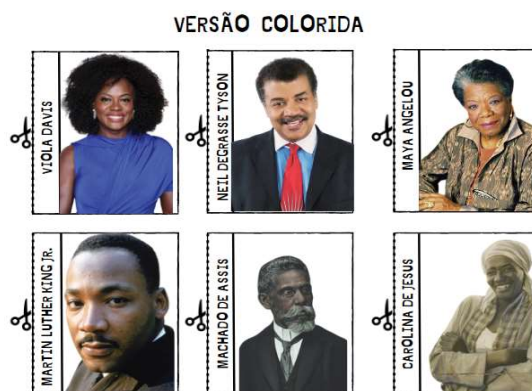 VERSÃO COLORIDA
VIOLA DAVIS
NEIL DEGRASSE TYSON
MAYA ANGELOU
MARTIN LUTHER KING JR.
MACHADO DE ASSIS
CAROLINA DE JESUS